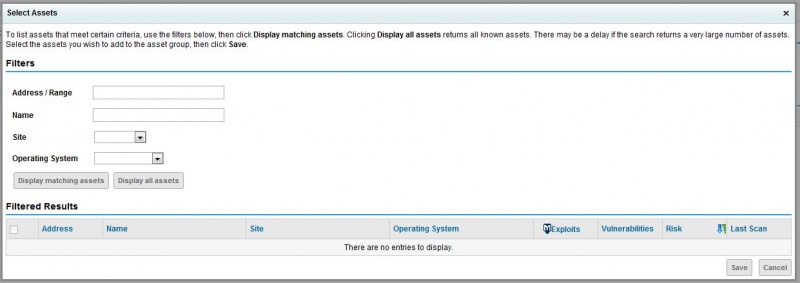 Select Assets
To list assets that meet certain criteria, use the filters below, then click Display matching assets. Clicking Display all assets returns all known assets. There may be a delay if the search returns a very large number of assets.
Select the assets you wish to add to the asset group, then click Save.
Filters
Address / Range
Name
Site
Operating System
Display matching assets Display all assets
Filtered Results
Address Name Site Operating System Exploits Vulnerabilities Risk Last Scan
There are no entries to display.
Save Cancel